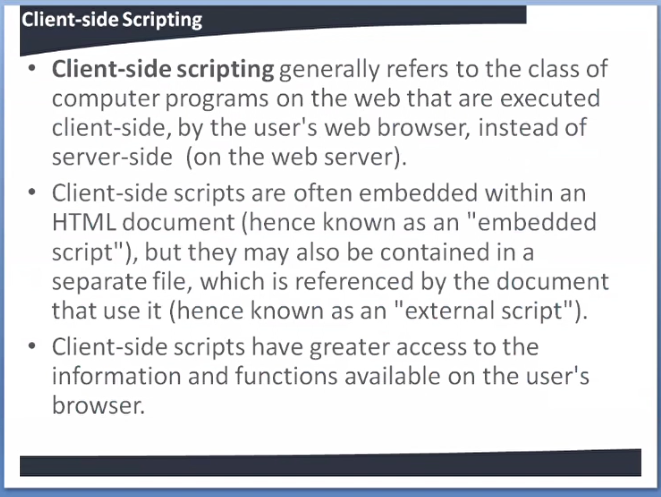 Client-side Scripting
• Client-side scripting generally refers to the class of
computer programs on the web that are executed
client-side, by the user's web browser, instead of
server-side (on the web server).
• Client-side scripts are often embedded within an
HTML document (hence known as an "embedded
script"), but they may also be contained in a
separate file, which is referenced by the document
that use it (hence known as an "external script").
• Client-side scripts have greater access to the
information and functions available on the user's
browser.